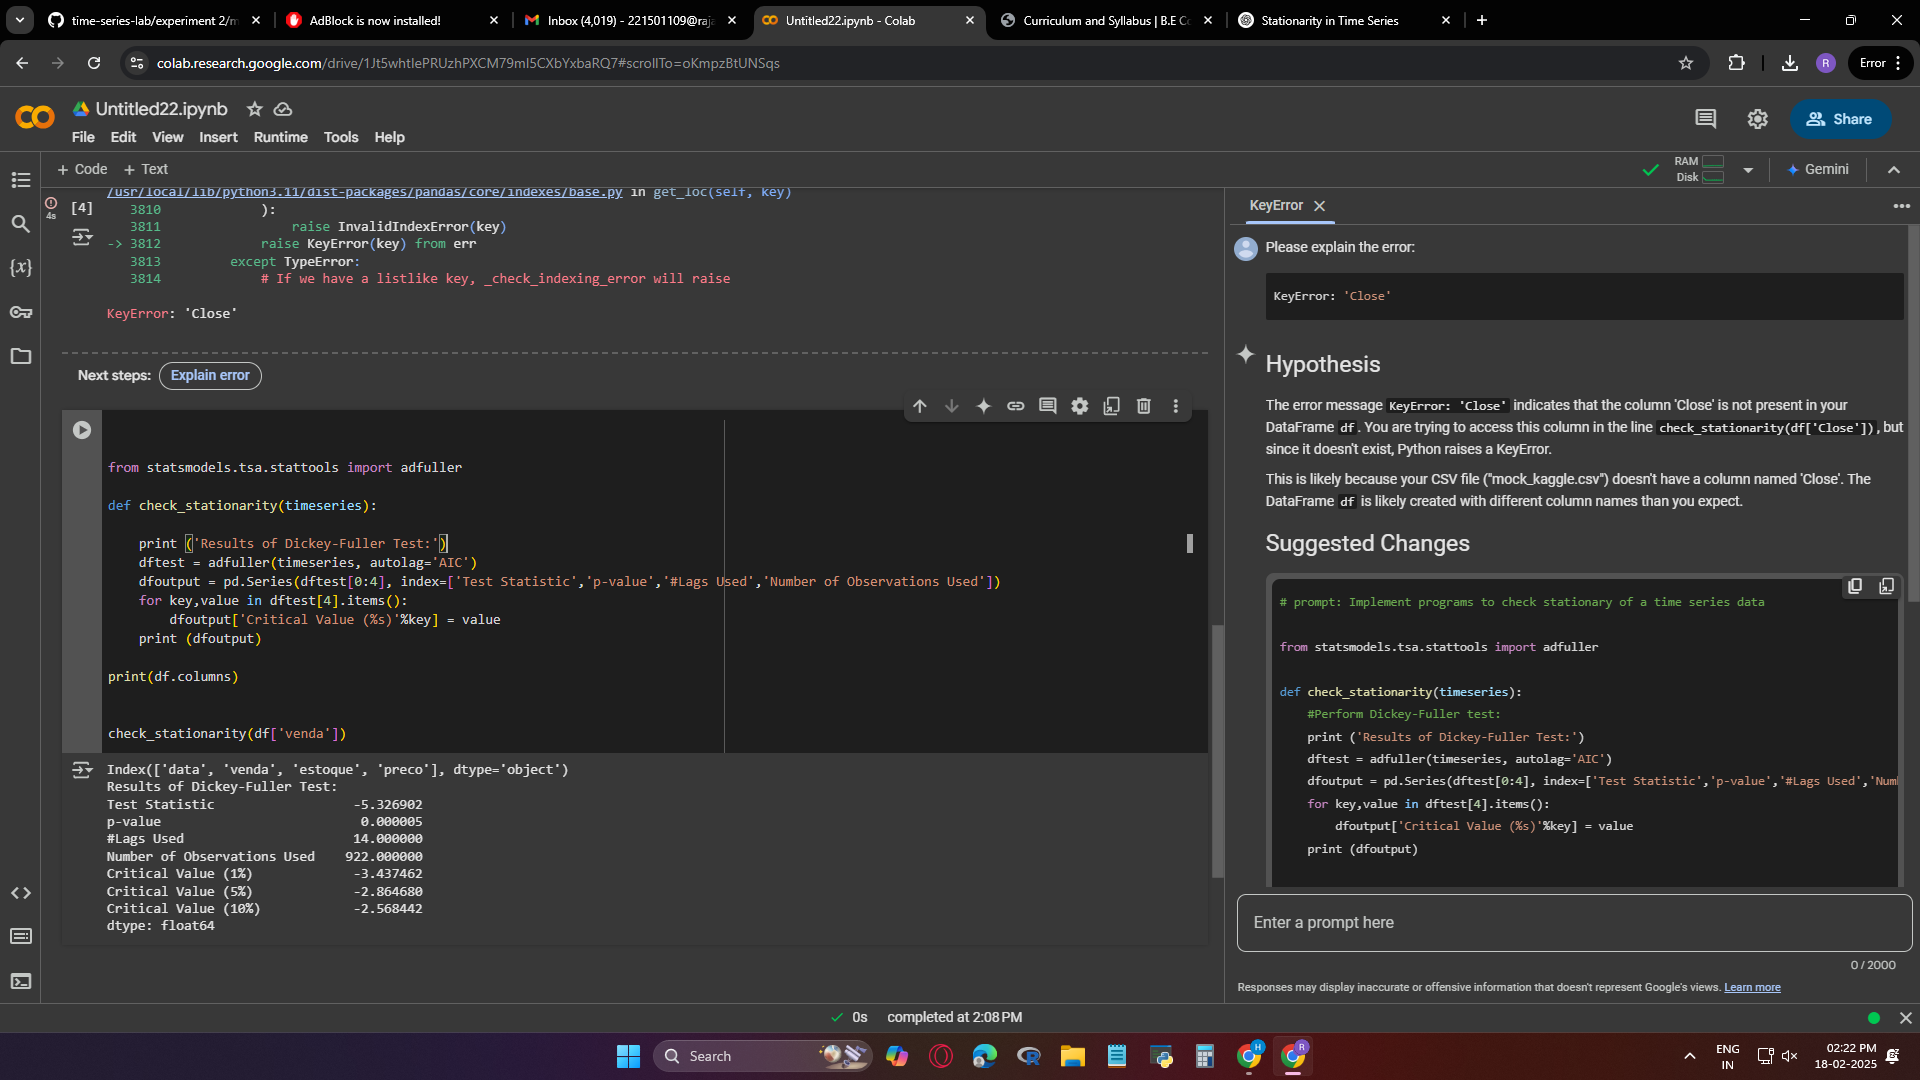 time-series-lab/experiment 2/m
AdBlock is now installed!
Inbox (4,019) - 221501109@raja
Untitled22.ipynb - Colab
Curriculum and Syllabus | B.E Co
Stationarity in Time Series
colab.research.google.com/drive/1Jt5whtlePRUzhPXCM79ml5CXbYxbaRQ7#scrollTo=oKmpzBtUNSqs
R
Error
Untitled22.ipynb
File Edit View Insert Runtime Tools Help
Share
+ Code + Text
RAM
Disk
Gemini
/usr/local/lib/python3.11/dist-packages/pandas/core/indexes/base.py in get_loc(self, key)
[4]
4s
3810 ):
3811 raise InvalidIndexError(key)
-> 3812 raise KeyError(key) from err
3813 except TypeError:
3814 # If we have a listlike key, _check_indexing_error will raise
KeyError: 'Close'
Next steps: Explain error
from statsmodels.tsa.stattools import adfuller
def check_stationarity(timeseries):
print ('Results of Dickey-Fuller Test:')
dftest = adfuller(timeseries, autolag='AIC')
dfoutput = pd.Series(dftest[0:4], index=['Test Statistic','p-value','#Lags Used','Number of Observations Used'])
for key,value in dftest[4].items():
dfoutput['Critical Value (%s)'%key] = value
print (dfoutput)
print(df.columns)
check_stationarity(df['venda'])
Index(['data', 'venda', 'estoque', 'preco'], dtype='object')
Results of Dickey-Fuller Test:
Test Statistic -5.326902
p-value 0.000005
#Lags Used 14.000000
Number of Observations Used 922.000000
Critical Value (1%) -3.437462
Critical Value (5%) -2.864680
Critical Value (10%) -2.568442
dtype: float64
KeyError
Please explain the error:
KeyError: 'Close'
Hypothesis
The error message KeyError: 'Close' indicates that the column 'Close' is not present in your
DataFrame df. You are trying to access this column in the line check_stationarity(df['Close']), but
since it doesn't exist, Python raises a KeyError.
This is likely because your CSV file ("mock_kaggle.csv") doesn't have a column named 'Close'. The
DataFrame df is likely created with different column names than you expect.
Suggested Changes
# prompt: Implement programs to check stationary of a time series data
from statsmodels.tsa.stattools import adfuller
def check_stationarity(timeseries):
#Perform Dickey-Fuller test:
print ('Results of Dickey-Fuller Test:')
dftest = adfuller(timeseries, autolag='AIC')
dfoutput = pd.Series(dftest[0:4], index=['Test Statistic','p-value','#Lags Used','Num
for key,value in dftest[4].items():
dfoutput['Critical Value (%s)'%key] = value
print (dfoutput)
Enter a prompt here
0 / 2000
Responses may display inaccurate or offensive information that doesn't represent Google's views. Learn more
0s completed at 2:08 PM
Search
H
R
ENG
IN
02:22 PM
18-02-2025